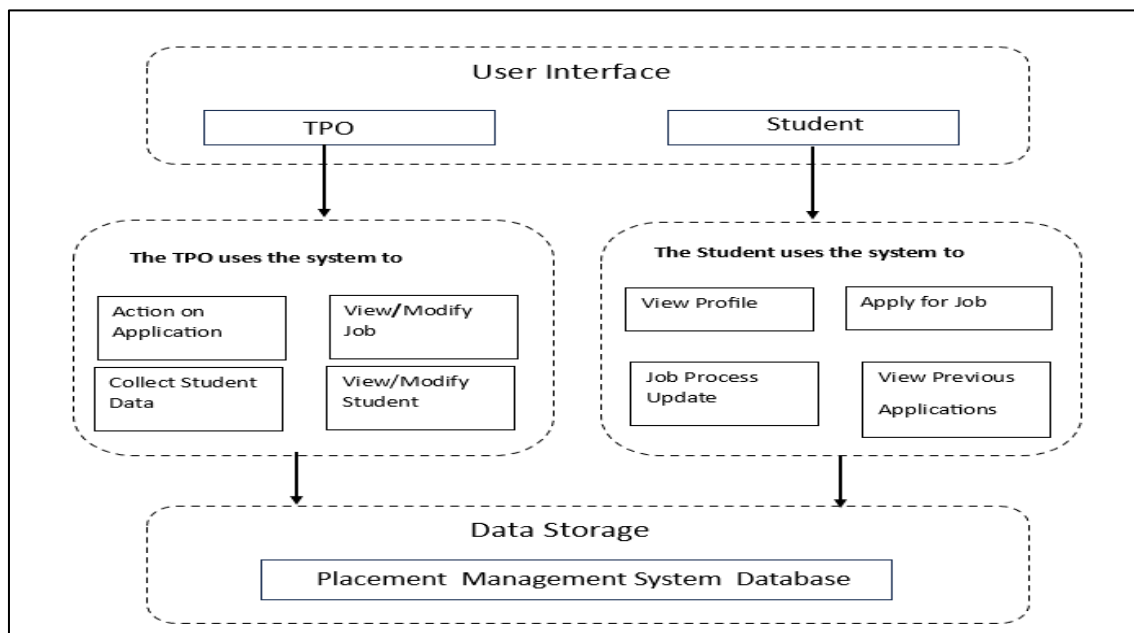 User Interface
TPO
Student
The TPO uses the system to
Action on
Application
View/Modify
Job
Collect Student
Data
View/Modify
Student
The Student uses the system to
View Profile
Apply for Job
Job Process
Update
View Previous
Applications
Data Storage
Placement Management System Database